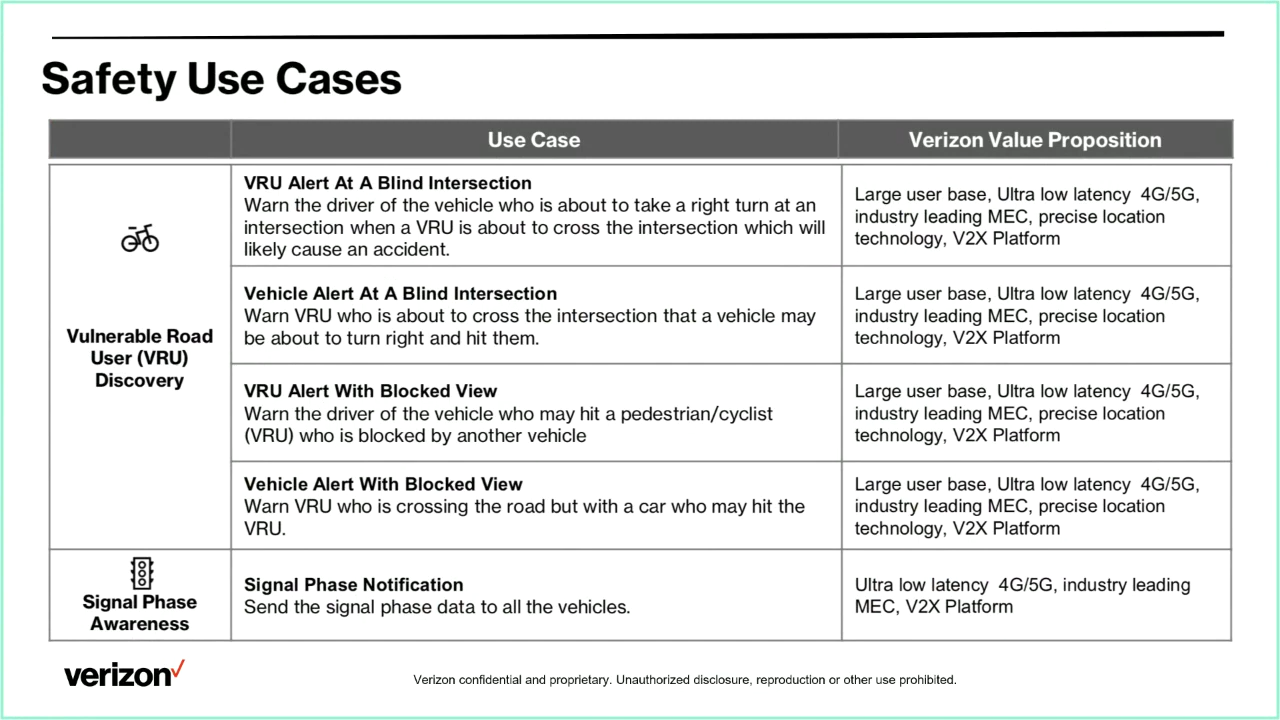 Safety Use Cases
Use Case
Verizon Value Proposition
Vulnerable Road
User (VRU)
Discovery
VRU Alert At A Blind Intersection
Warn the driver of the vehicle who is about to take a right turn at an
intersection when a VRU is about to cross the intersection which will
likely cause an accident.
Large user base, Ultra low latency 4G/5G,
industry leading MEC, precise location
technology, V2X Platform
Vehicle Alert At A Blind Intersection
Warn VRU who is about to cross the intersection that a vehicle may
be about to turn right and hit them.
Large user base, Ultra low latency 4G/5G,
industry leading MEC, precise location
technology, V2X Platform
VRU Alert With Blocked View
Warn the driver of the vehicle who may hit a pedestrian/cyclist
(VRU) who is blocked by another vehicle
Large user base, Ultra low latency 4G/5G,
industry leading MEC, precise location
technology, V2X Platform
Vehicle Alert With Blocked View
Warn VRU who is crossing the road but with a car who may hit the
VRU.
Large user base, Ultra low latency 4G/5G,
industry leading MEC, precise location
technology, V2X Platform
Signal Phase
Awareness
Signal Phase Notification
Send the signal phase data to all the vehicles.
Ultra low latency 4G/5G, industry leading
MEC, V2X Platform
verizon
Verizon confidential and proprietary. Unauthorized disclosure, reproduction or other use prohibited.